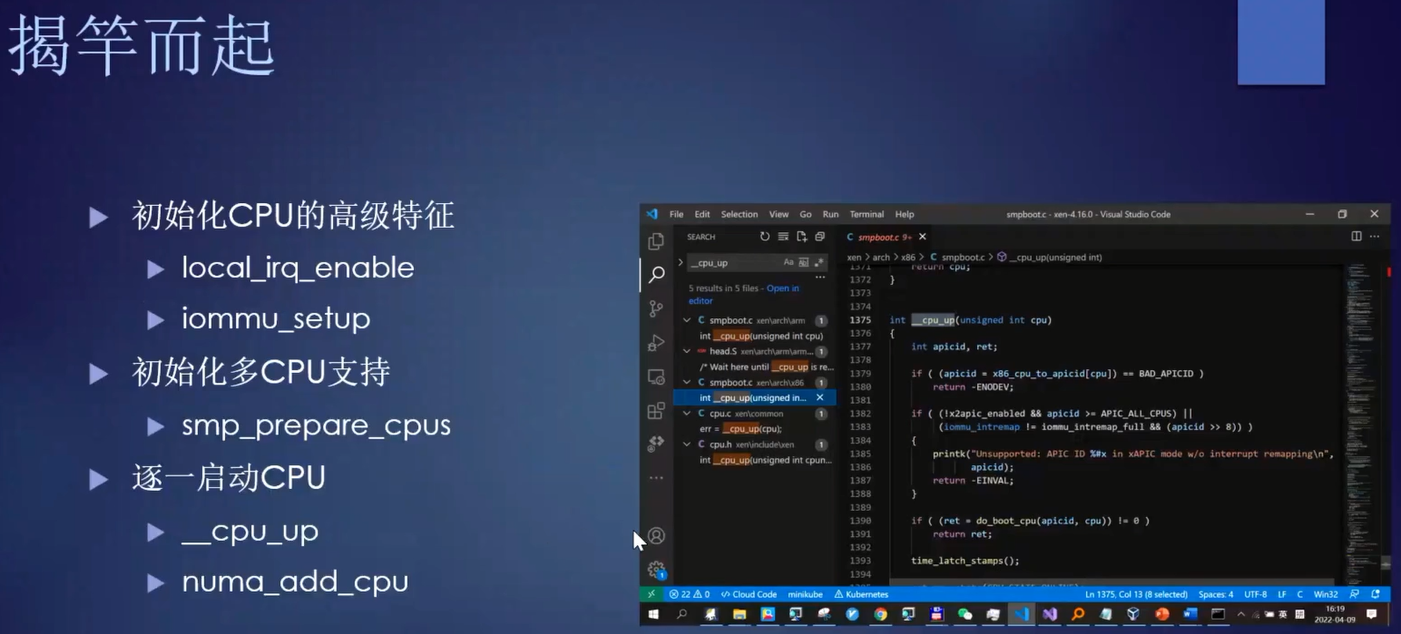 揭竿而起
初始化CPU的高级特征
local_irq_enable
iommu_setup
初始化多CPU支持
smp_prepare_cpus
逐一启动CPU
__cpu_up
numa_add_cpu
File Edit Selection View Go Run Terminal Help smpboot.c - xen-4.16.0 - Visual Studio Code
SEARCH
__cpu_up
5 results in 5 files - Open in
editor
smpboot.c xen\arch\arm 1
int __cpu_up(unsigned int cpu)
head.S xen\arch\arm\arm... 1
/* Wait here until __cpu_up is re...
smpboot.c xen\arch\x86 1
int __cpu_up(unsigned in...
cpu.c xen\common 1
err = __cpu_up(cpu);
cpu.h xen\include\xen 1
int __cpu_up(unsigned int cpun...
smpboot.c 9+
xen > arch > x86 > smpboot.c > __cpu_up(unsigned int)
1371 return cpu;
1372 }
1373
1374
1375 int __cpu_up(unsigned int cpu)
1376 {
1377 int apicid, ret;
1378
1379 if ( (apicid = x86_cpu_to_apicid[cpu]) == BAD_APICID )
1380 return -ENODEV;
1381
1382 if ( (!x2apic_enabled && apicid >= APIC_ALL_CPUS) ||
1383 (iommu_intremap != iommu_intremap_full && (apicid >> 8)) )
1384 {
1385 printk("Unsupported: APIC ID %#x in xAPIC mode w/o interrupt remapping\n",
1386 apicid);
1387 return -EINVAL;
1388 }
1389
1390 if ( (ret = do_boot_cpu(apicid, cpu)) != 0 )
1391 return ret;
1392
1393 time_latch_stamps();
1394
22 0 Cloud Code minikube Kubernetes Ln 1375, Col 13 (8 selected) Spaces: 4 UTF-8 LF C Win32
英 16:19
2022-04-09